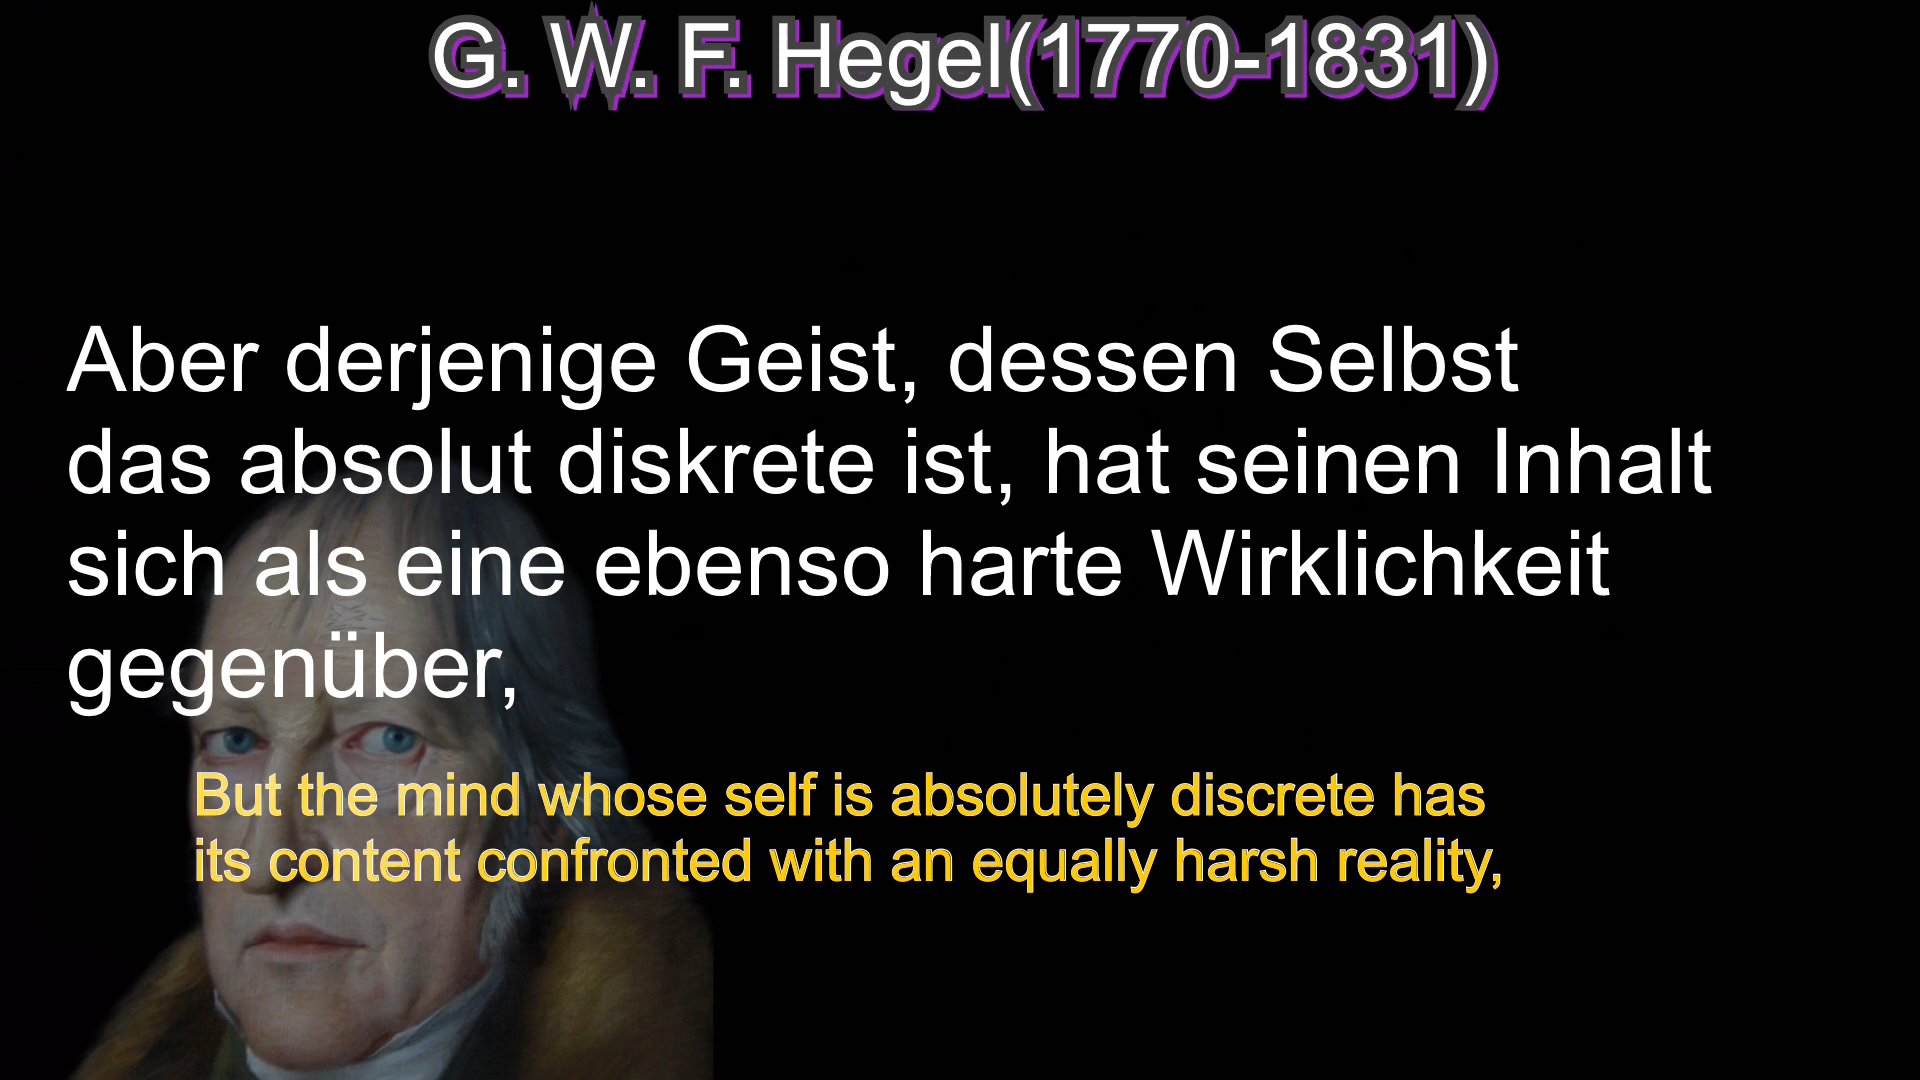 G. W. F. Hegel(1770-1831)
Aber derjenige Geist, dessen Selbst
das absolut diskrete ist, hat seinen Inhalt
sich als eine ebenso harte Wirklichkeit
gegenüber,
But the mind whose self is absolutely discrete has
its content confronted with an equally harsh reality,